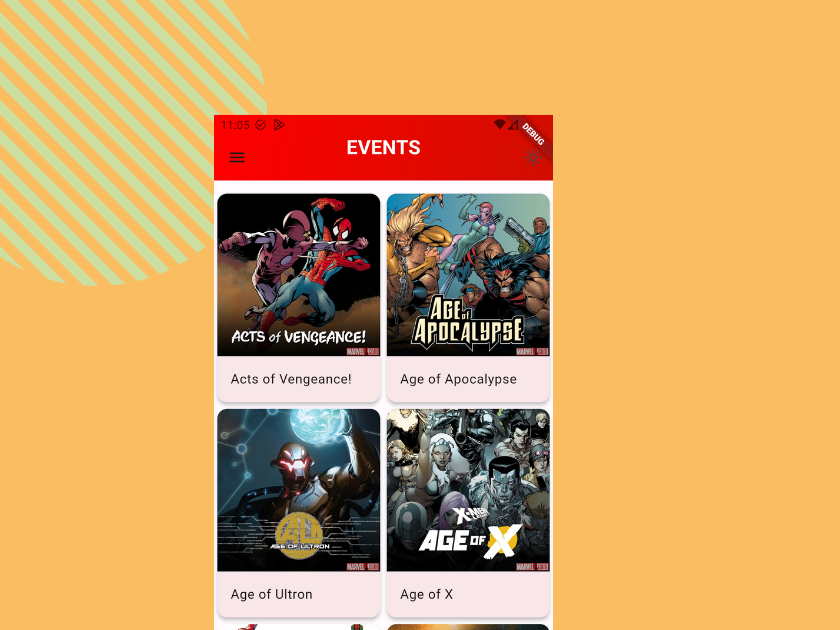 11:05
DEBUG
EVENTS
ACTS of VENGEANCE!
MARVEL
AGE of
APOCALYPSE
MARVEL
Acts of Vengeance!
Age of Apocalypse
AGE OF ULTRON
MARVEL
X-MEN
AGE OF X
MARVEL
Age of Ultron
Age of X